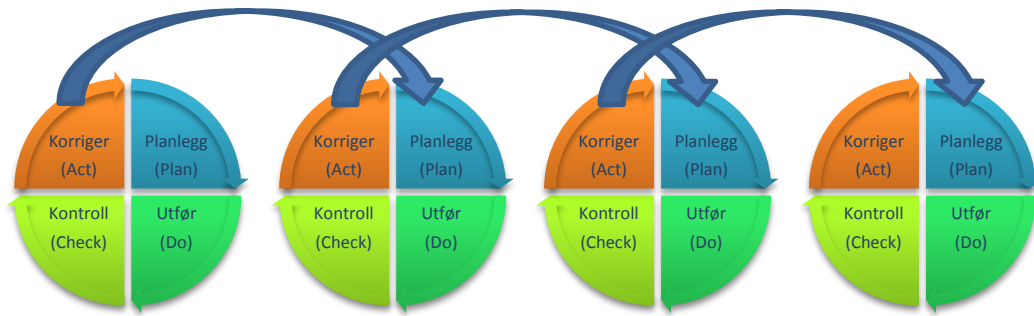 Korriger
(Act)
Planlegg
(Plan)
Kontroll
(Check)
Utfør
(Do)
Korriger
(Act)
Planlegg
(Plan)
Kontroll
(Check)
Utfør
(Do)
Korriger
(Act)
Planlegg
(Plan)
Kontroll
(Check)
Utfør
(Do)
Korriger
(Act)
Planlegg
(Plan)
Kontroll
(Check)
Utfør
(Do)